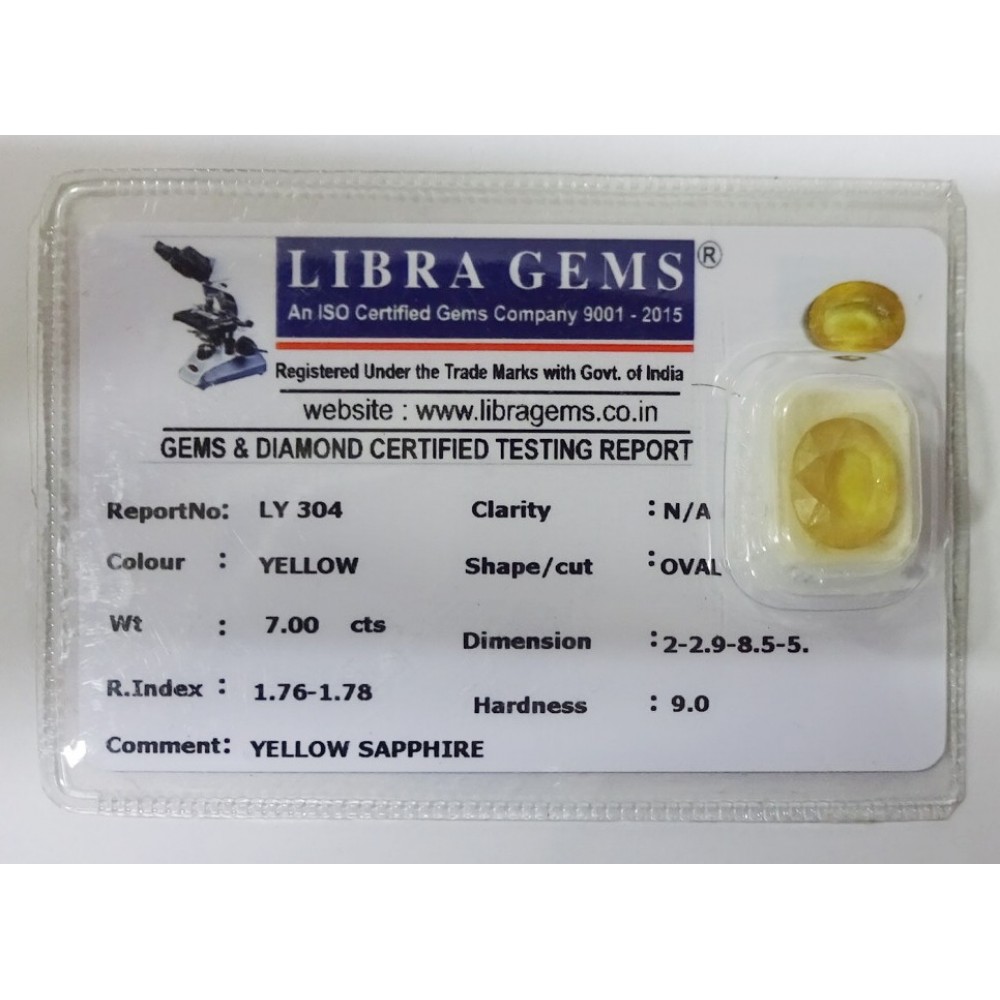 LIBRA GEMS ®
An ISO Certified Gems Company 9001 - 2015
Registered Under the Trade Marks with Govt. of India
website : www.libragems.co.in
GEMS & DIAMOND CERTIFIED TESTING REPORT
ReportNo: LY 304 Clarity : N/A
Colour : YELLOW Shape/cut : OVAL
Wt : 7.00 cts Dimension : 2-2.9-8.5-5.
R.Index : 1.76-1.78 Hardness : 9.0
Comment: YELLOW SAPPHIRE